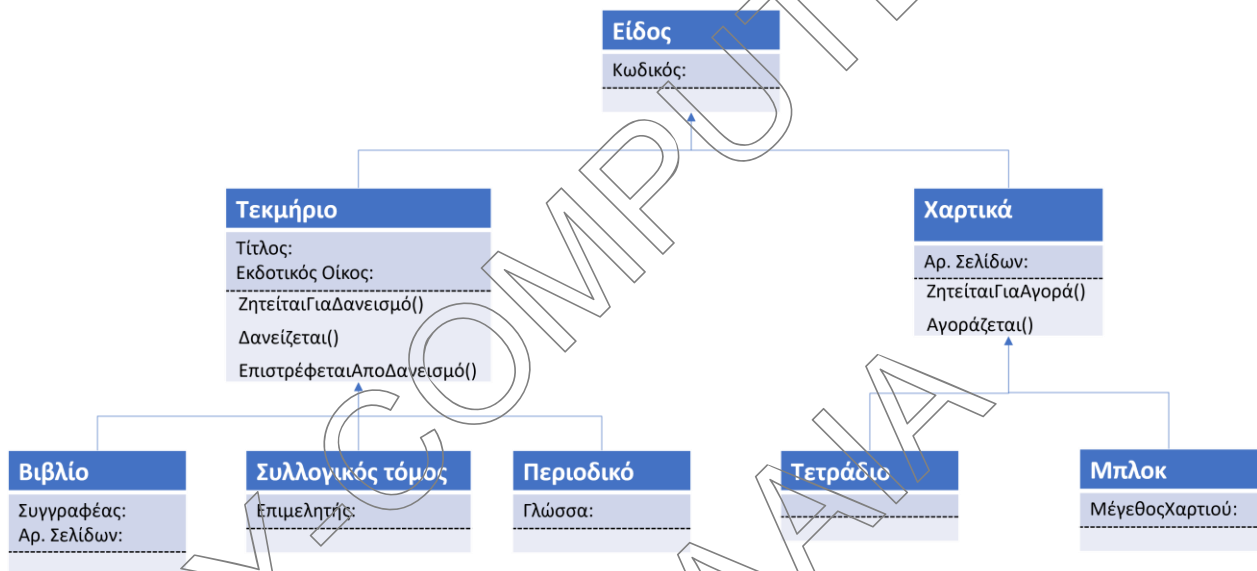 Είδος
Κωδικός:
Τεκμήριο
Τίτλος:
Εκδοτικός Οίκος:
ΖητείταιΓιαΔανεισμό()
Δανείζεται()
ΕπιστρέφεταιΑποΔανεισμό()
Χαρτικά
Αρ. Σελίδων:
ΖητείταιΓιαΑγορά()
Αγοράζεται()
Βιβλίο
Συγγραφέας:
Αρ. Σελίδων:
Συλλογικός τόμος
Επιμελητής:
Περιοδικό
Γλώσσα:
Τετράδιο
Μπλοκ
ΜέγεθοςΧαρτιού: